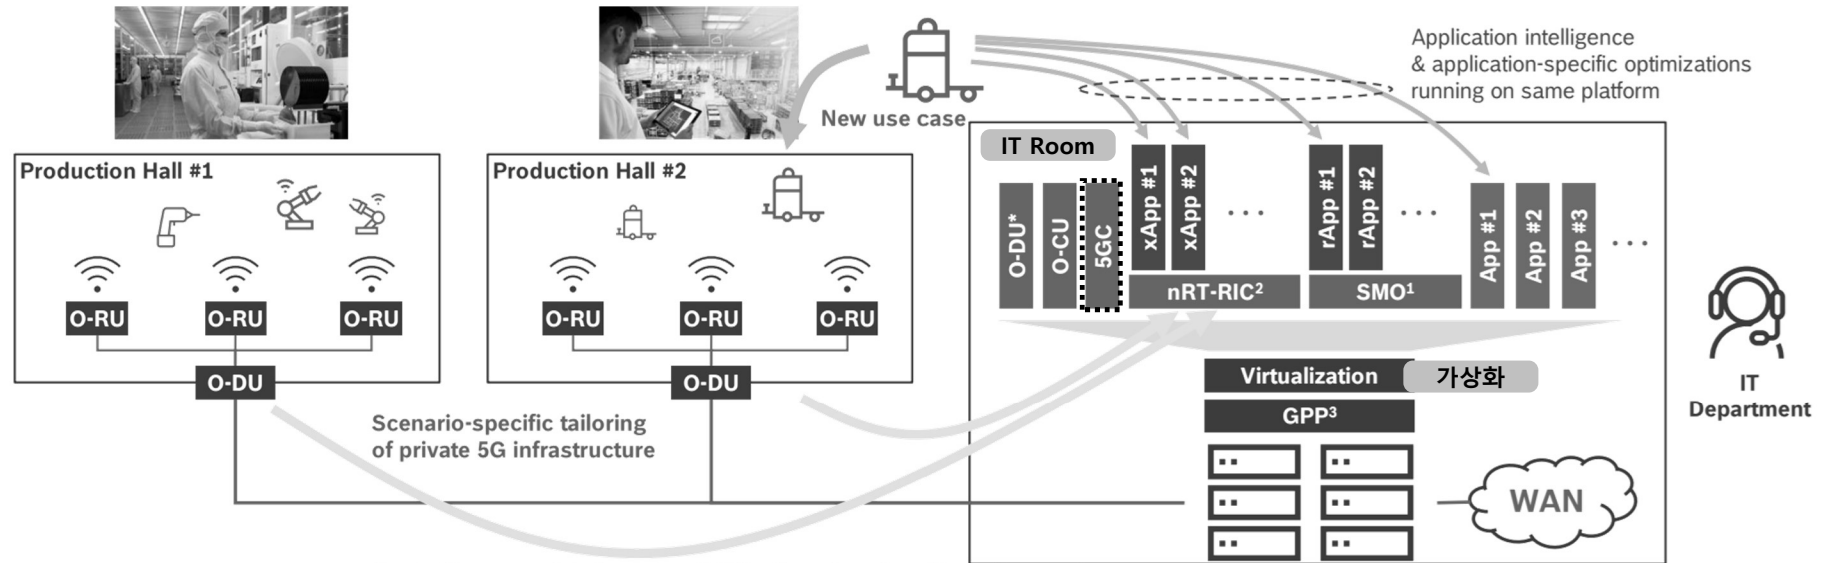 New use case
Application intelligence
& application-specific optimizations
running on same platform
Production Hall #1
O-RU
O-RU
O-RU
O-DU
Production Hall #2
O-RU
O-RU
O-RU
O-DU
Scenario-specific tailoring
of private 5G infrastructure
IT Room
O-DU*
O-CU
5GC
xApp #1
xApp #2
...
rApp #1
rApp #2
...
App #1
App #2
App #3
...
nRT-RIC²
SMO¹
Virtualization
가상화
GPP³
WAN
IT
Department